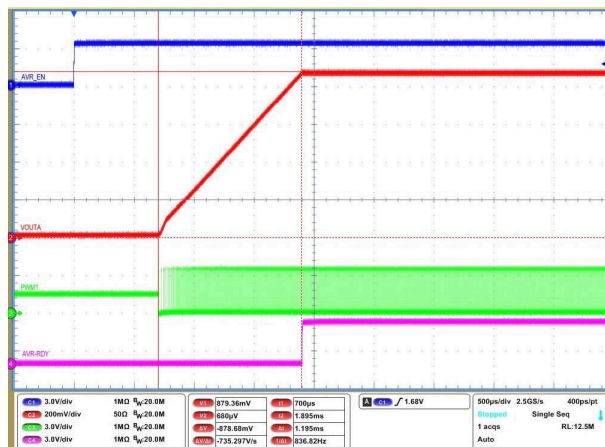 AVR_EN
1
VOUTA
2
PWM1
3
AVR-RDY
4
C1 3.0V/div 1MΩ BW:20.0M
C2 200mV/div 50Ω BW:20.0M
C3 3.0V/div 1MΩ BW:20.0M
C4 3.0V/div 1MΩ BW:20.0M
V1 879.36mV t1 700µs
V2 680µV t2 1.895ms
ΔV -878.68mV Δt 1.195ms
ΔV/Δt -735.297V/s 1/Δt 836.82Hz
A C1 1.68V
500µs/div 2.5GS/s 400ps/pt
Stopped Single Seq
1 acqs RL:12.5M
Auto